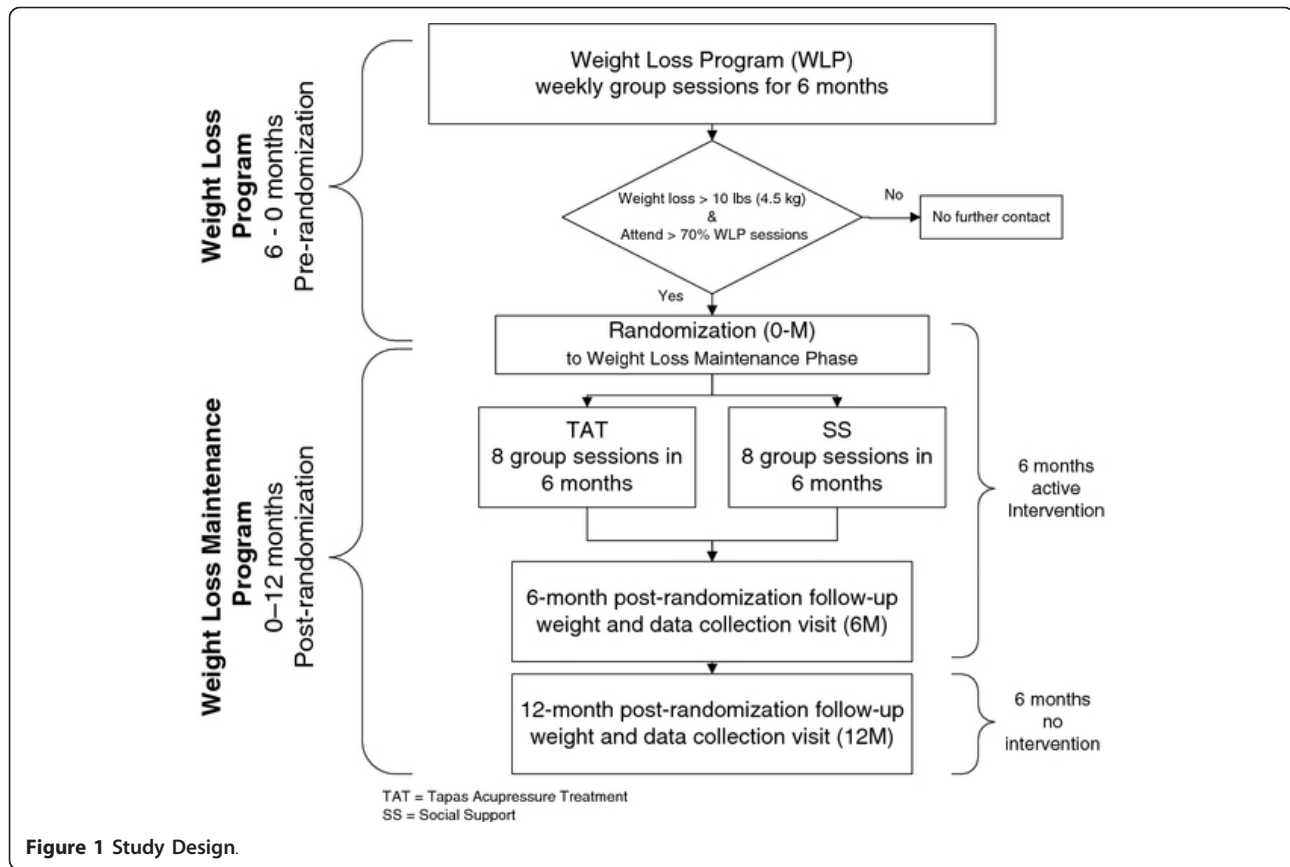 Weight Loss Program (WLP)
weekly group sessions for 6 months
Weight Loss
Program
6 - 0 months
Pre-randomization
Weight loss > 10 lbs (4.5 kg)
&
Attend > 70% WLP sessions
No
No further contact
Yes
Randomization (0-M)
to Weight Loss Maintenance Phase
Weight Loss Maintenance
Program
0–12 months
Post-randomization
TAT
8 group sessions in
6 months
SS
8 group sessions in
6 months
6 months
active
Intervention
6-month post-randomization follow-up
weight and data collection visit (6M)
12-month post-randomization follow-up
weight and data collection visit (12M)
6 months
no
intervention
TAT = Tapas Acupressure Treatment
SS = Social Support
Figure 1 Study Design.